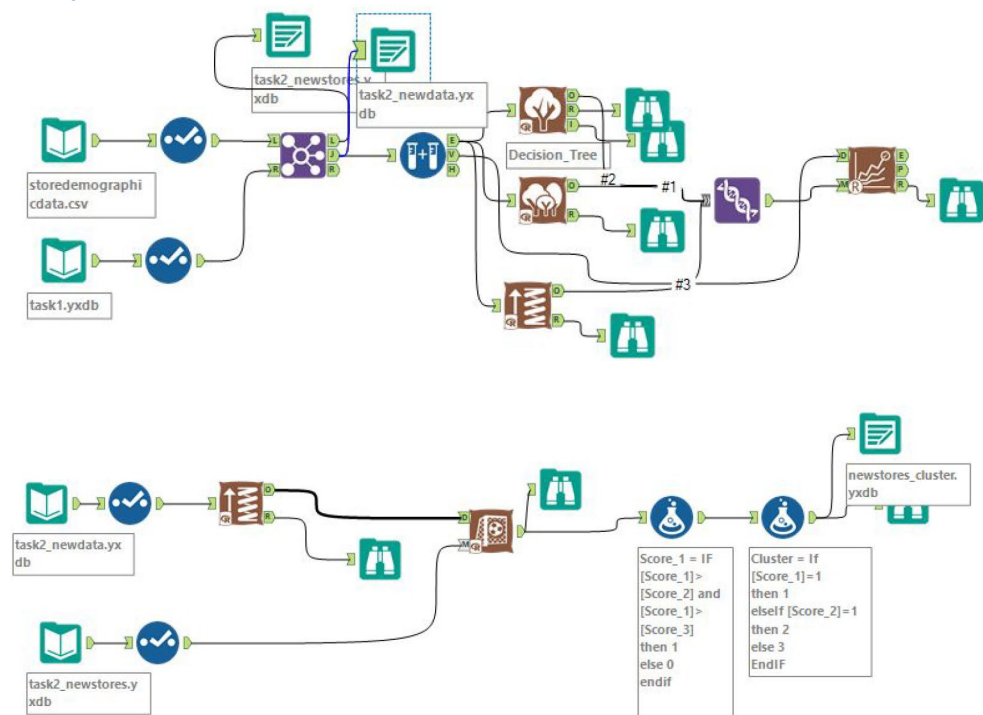 task2_newstores.y
xdb
task2_newdata.yx
db
L
R
L
J
R
E
V
H
O
R
I
R
Decision_Tree
storedemographi
cdata.csv
#2
#1
O
R
R
D
M
E
P
R
R
task1.yxdb
#3
O
R
R
O
R
R
D
M
R
newstores_cluster.
yxdb
task2_newdata.yx
db
Score_1 = IF
[Score_1]>
[Score_2] and
[Score_1]>
[Score_3]
then 1
else 0
endif
Cluster = If
[Score_1]=1
then 1
elseIf [Score_2]=1
then 2
else 3
EndIF
task2_newstores.y
xdb